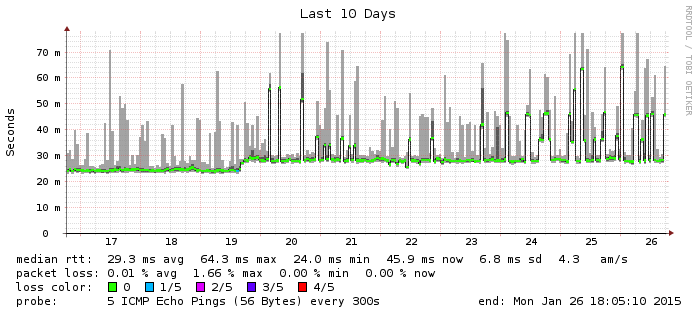 Last 10 Days
RRDTOOL / TOBI OETIKER
Seconds
70 m
60 m
50 m
40 m
30 m
20 m
10 m
0
17 18 19 20 21 22 23 24 25 26
median rtt: 29.3 ms avg 64.3 ms max 24.0 ms min 45.9 ms now 6.8 ms sd 4.3 am/s
packet loss: 0.01 % avg 1.66 % max 0.00 % min 0.00 % now
loss color: 0 1/5 2/5 3/5 4/5
probe: 5 ICMP Echo Pings (56 Bytes) every 300s end: Mon Jan 26 18:05:10 2015